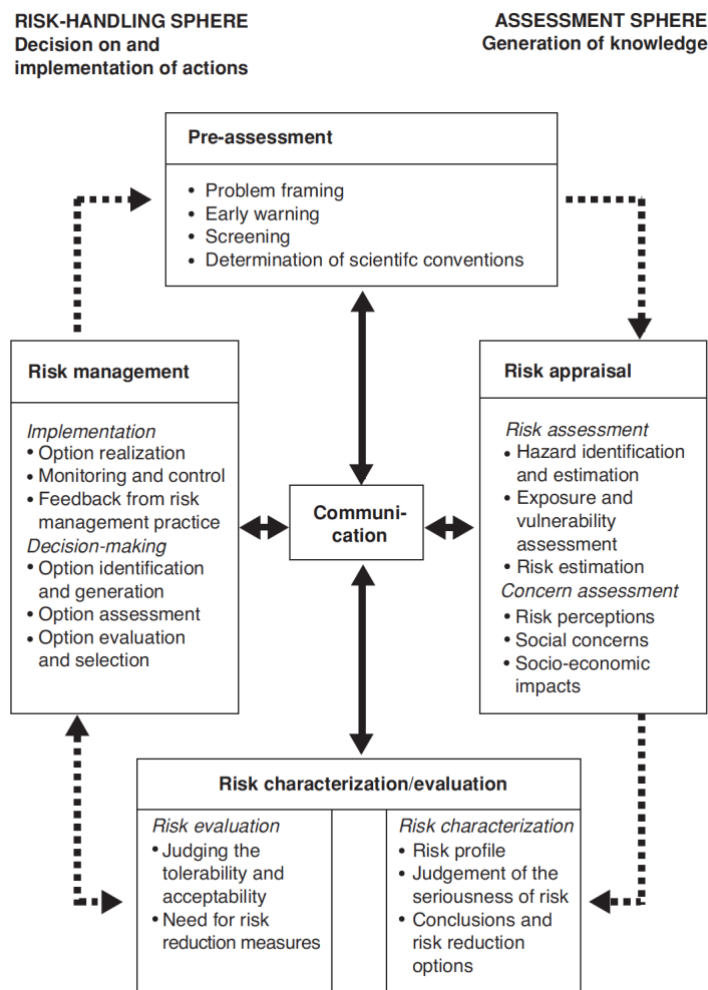 RISK-HANDLING SPHERE
Decision on and
implementation of actions
ASSESSMENT SPHERE
Generation of knowledge
Pre-assessment
• Problem framing
• Early warning
• Screening
• Determination of scientifc conventions
Risk management
Implementation
• Option realization
• Monitoring and control
• Feedback from risk
management practice
Decision-making
• Option identification
and generation
• Option assessment
• Option evaluation
and selection
Communi-
cation
Risk appraisal
Risk assessment
• Hazard identification
and estimation
• Exposure and
vulnerability
assessment
• Risk estimation
Concern assessment
• Risk perceptions
• Social concerns
• Socio-economic
impacts
Risk characterization/evaluation
Risk evaluation
• Judging the
tolerability and
acceptability
• Need for risk
reduction measures
Risk characterization
• Risk profile
• Judgement of the
seriousness of risk
• Conclusions and
risk reduction
options